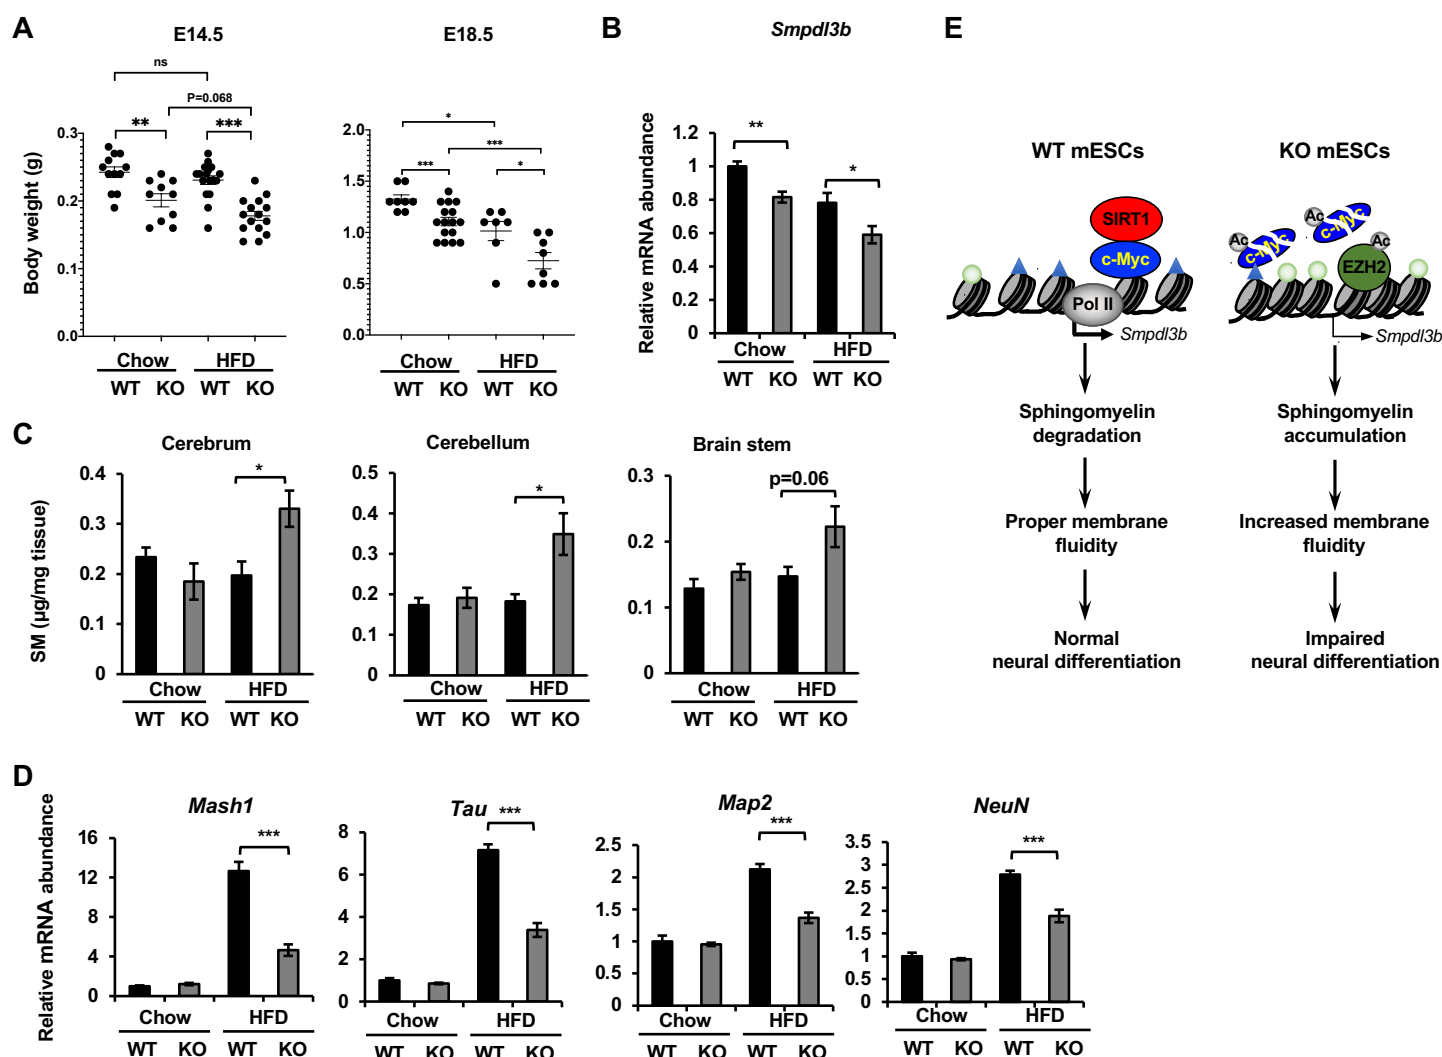 A
E14.5
E18.5
ns
P=0.068
**
***
Body weight (g)
0.3
0.2
0.1
0.0
Chow
HFD
WT KO WT KO
*
***
***
*
2.0
1.5
1.0
0.5
0.0
Chow
HFD
WT KO WT KO
B
Smpdl3b
Relative mRNA abundance
**
*
1.2
1
0.8
0.6
0.4
0.2
0
Chow
HFD
WT KO WT KO
C
Cerebrum
SM (µg/mg tissue)
*
0.4
0.3
0.2
0.1
0
Chow
HFD
WT KO WT KO
Cerebellum
*
0.5
0.4
0.3
0.2
0.1
0
Chow
HFD
WT KO WT KO
Brain stem
p=0.06
0.3
0.2
0.1
0
Chow
HFD
WT KO WT KO
D
Relative mRNA abundance
Mash1
***
16
12
8
4
0
Chow
HFD
WT KO WT KO
Tau
***
8
6
4
2
0
Chow
HFD
WT KO WT KO
Map2
***
2.5
2
1.5
1
0.5
0
Chow
HFD
WT KO WT KO
NeuN
***
3.5
3
2.5
2
1.5
1
0.5
0
Chow
HFD
WT KO WT KO
E
WT mESCs
SIRT1
c-Myc
Pol II
Smpdl3b
Sphingomyelin
degradation
Proper membrane
fluidity
Normal
neural differentiation
KO mESCs
Ac
c-Myc
Ac
c-Myc
Ac
EZH2
Smpdl3b
Sphingomyelin
accumulation
Increased membrane
fluidity
Impaired
neural differentiation